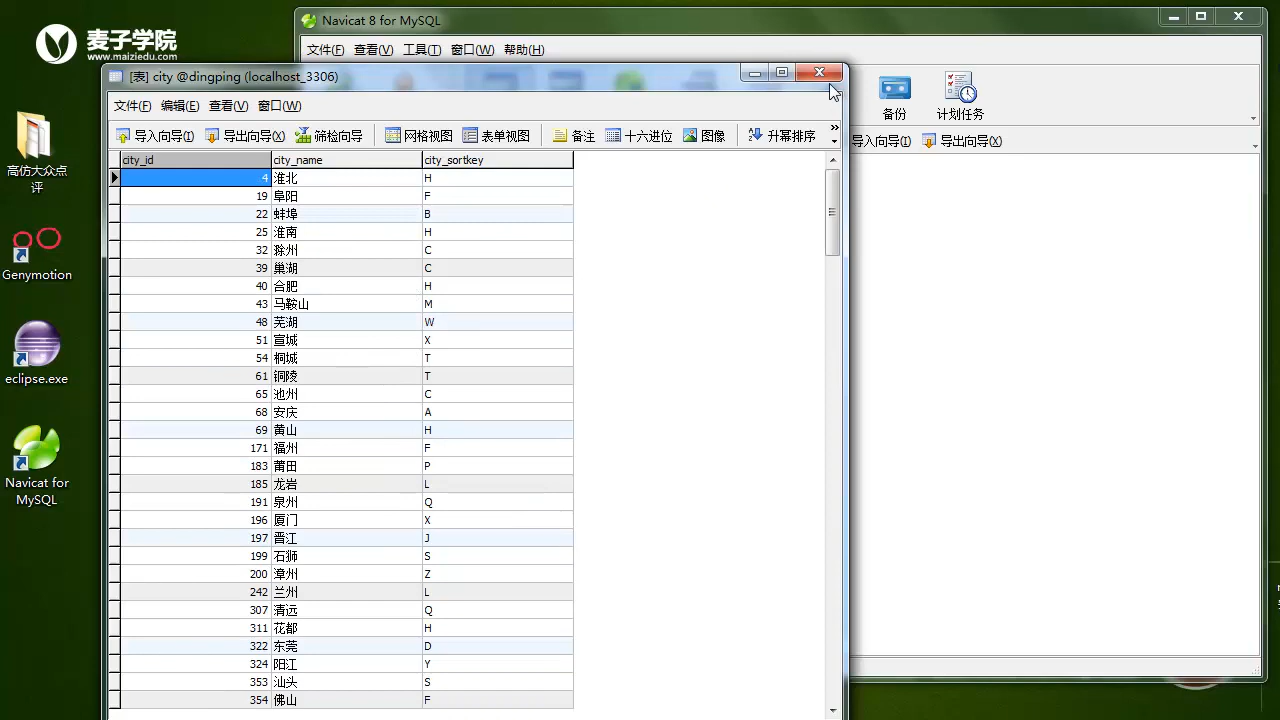 麦子学院
www.maiziedu.com
高仿大众点
评
Genymotion
eclipse.exe
Navicat for
MySQL
Navicat 8 for MySQL
文件(F) 查看(V) 工具(T) 窗口(W) 帮助(H)
备份 计划任务
导入向导(I) 导出向导(X)
[表] city @dingping (localhost_3306)
文件(F) 编辑(E) 查看(V) 窗口(W)
导入向导(I) 导出向导(X) 筛检向导 网格视图 表单视图 备注 十六进位 图像 升幂排序
city_id city_name city_sortkey
4 淮北 H
19 阜阳 F
22 蚌埠 B
25 淮南 H
32 滁州 C
39 巢湖 C
40 合肥 H
43 马鞍山 M
48 芜湖 W
51 宣城 X
54 桐城 T
61 铜陵 T
65 池州 C
68 安庆 A
69 黄山 H
171 福州 F
183 莆田 P
185 龙岩 L
191 泉州 Q
196 厦门 X
197 晋江 J
199 石狮 S
200 漳州 Z
242 兰州 L
307 清远 Q
311 花都 H
322 东莞 D
324 阳江 Y
353 汕头 S
354 佛山 F